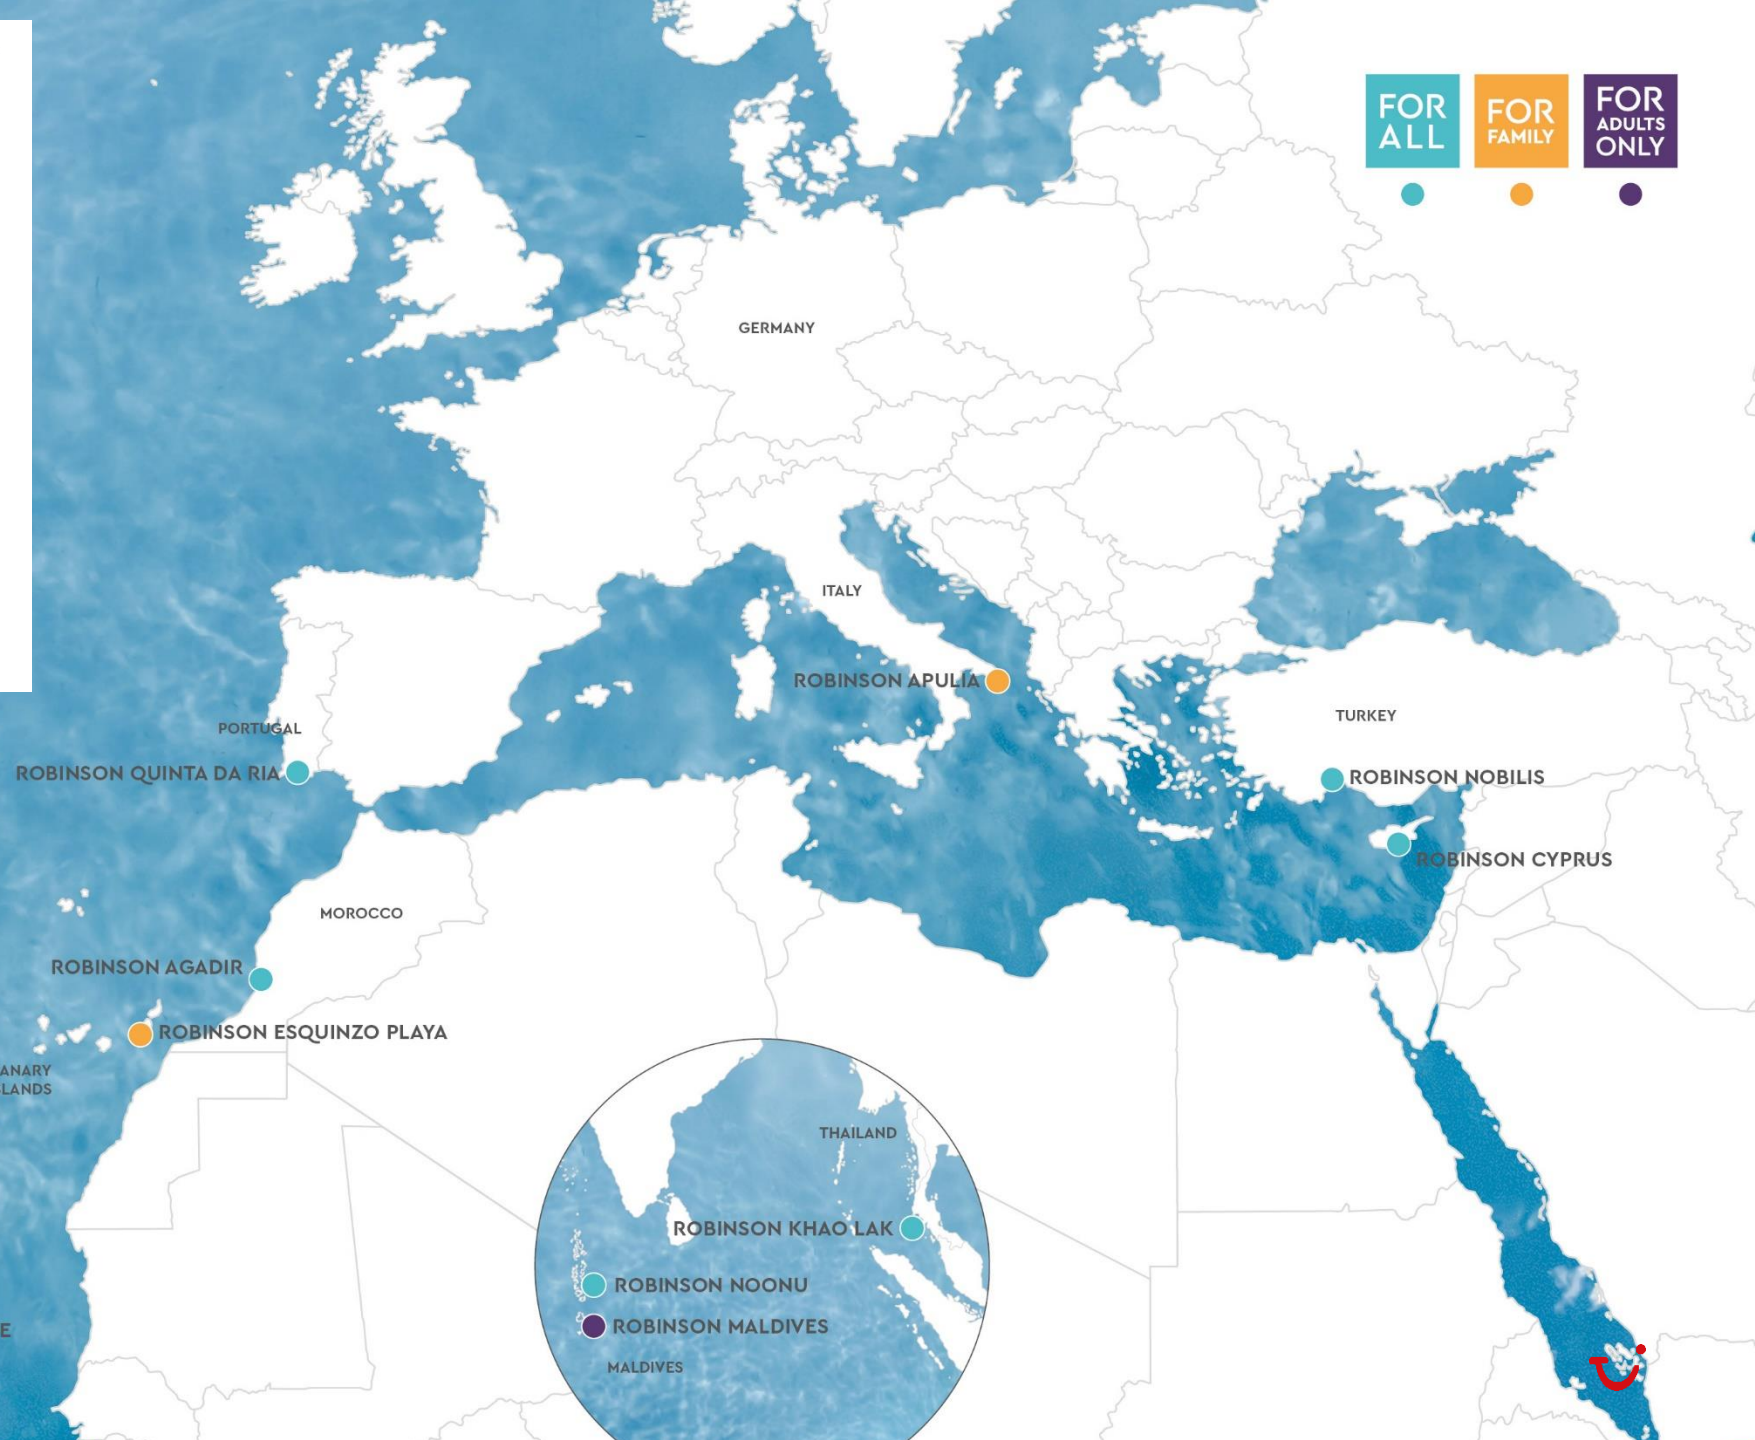 FOR
ALL
FOR
FAMILY
FOR
ADULTS
ONLY
GERMANY
ITALY
ROBINSON APULIA
TURKEY
PORTUGAL
ROBINSON QUINTA DA RIA
ROBINSON NOBILIS
ROBINSON CYPRUS
MOROCCO
ROBINSON AGADIR
ROBINSON ESQUINZO PLAYA
ANARY
LANDS
THAILAND
ROBINSON KHAO LAK
ROBINSON NOONU
ROBINSON MALDIVES
E
MALDIVES